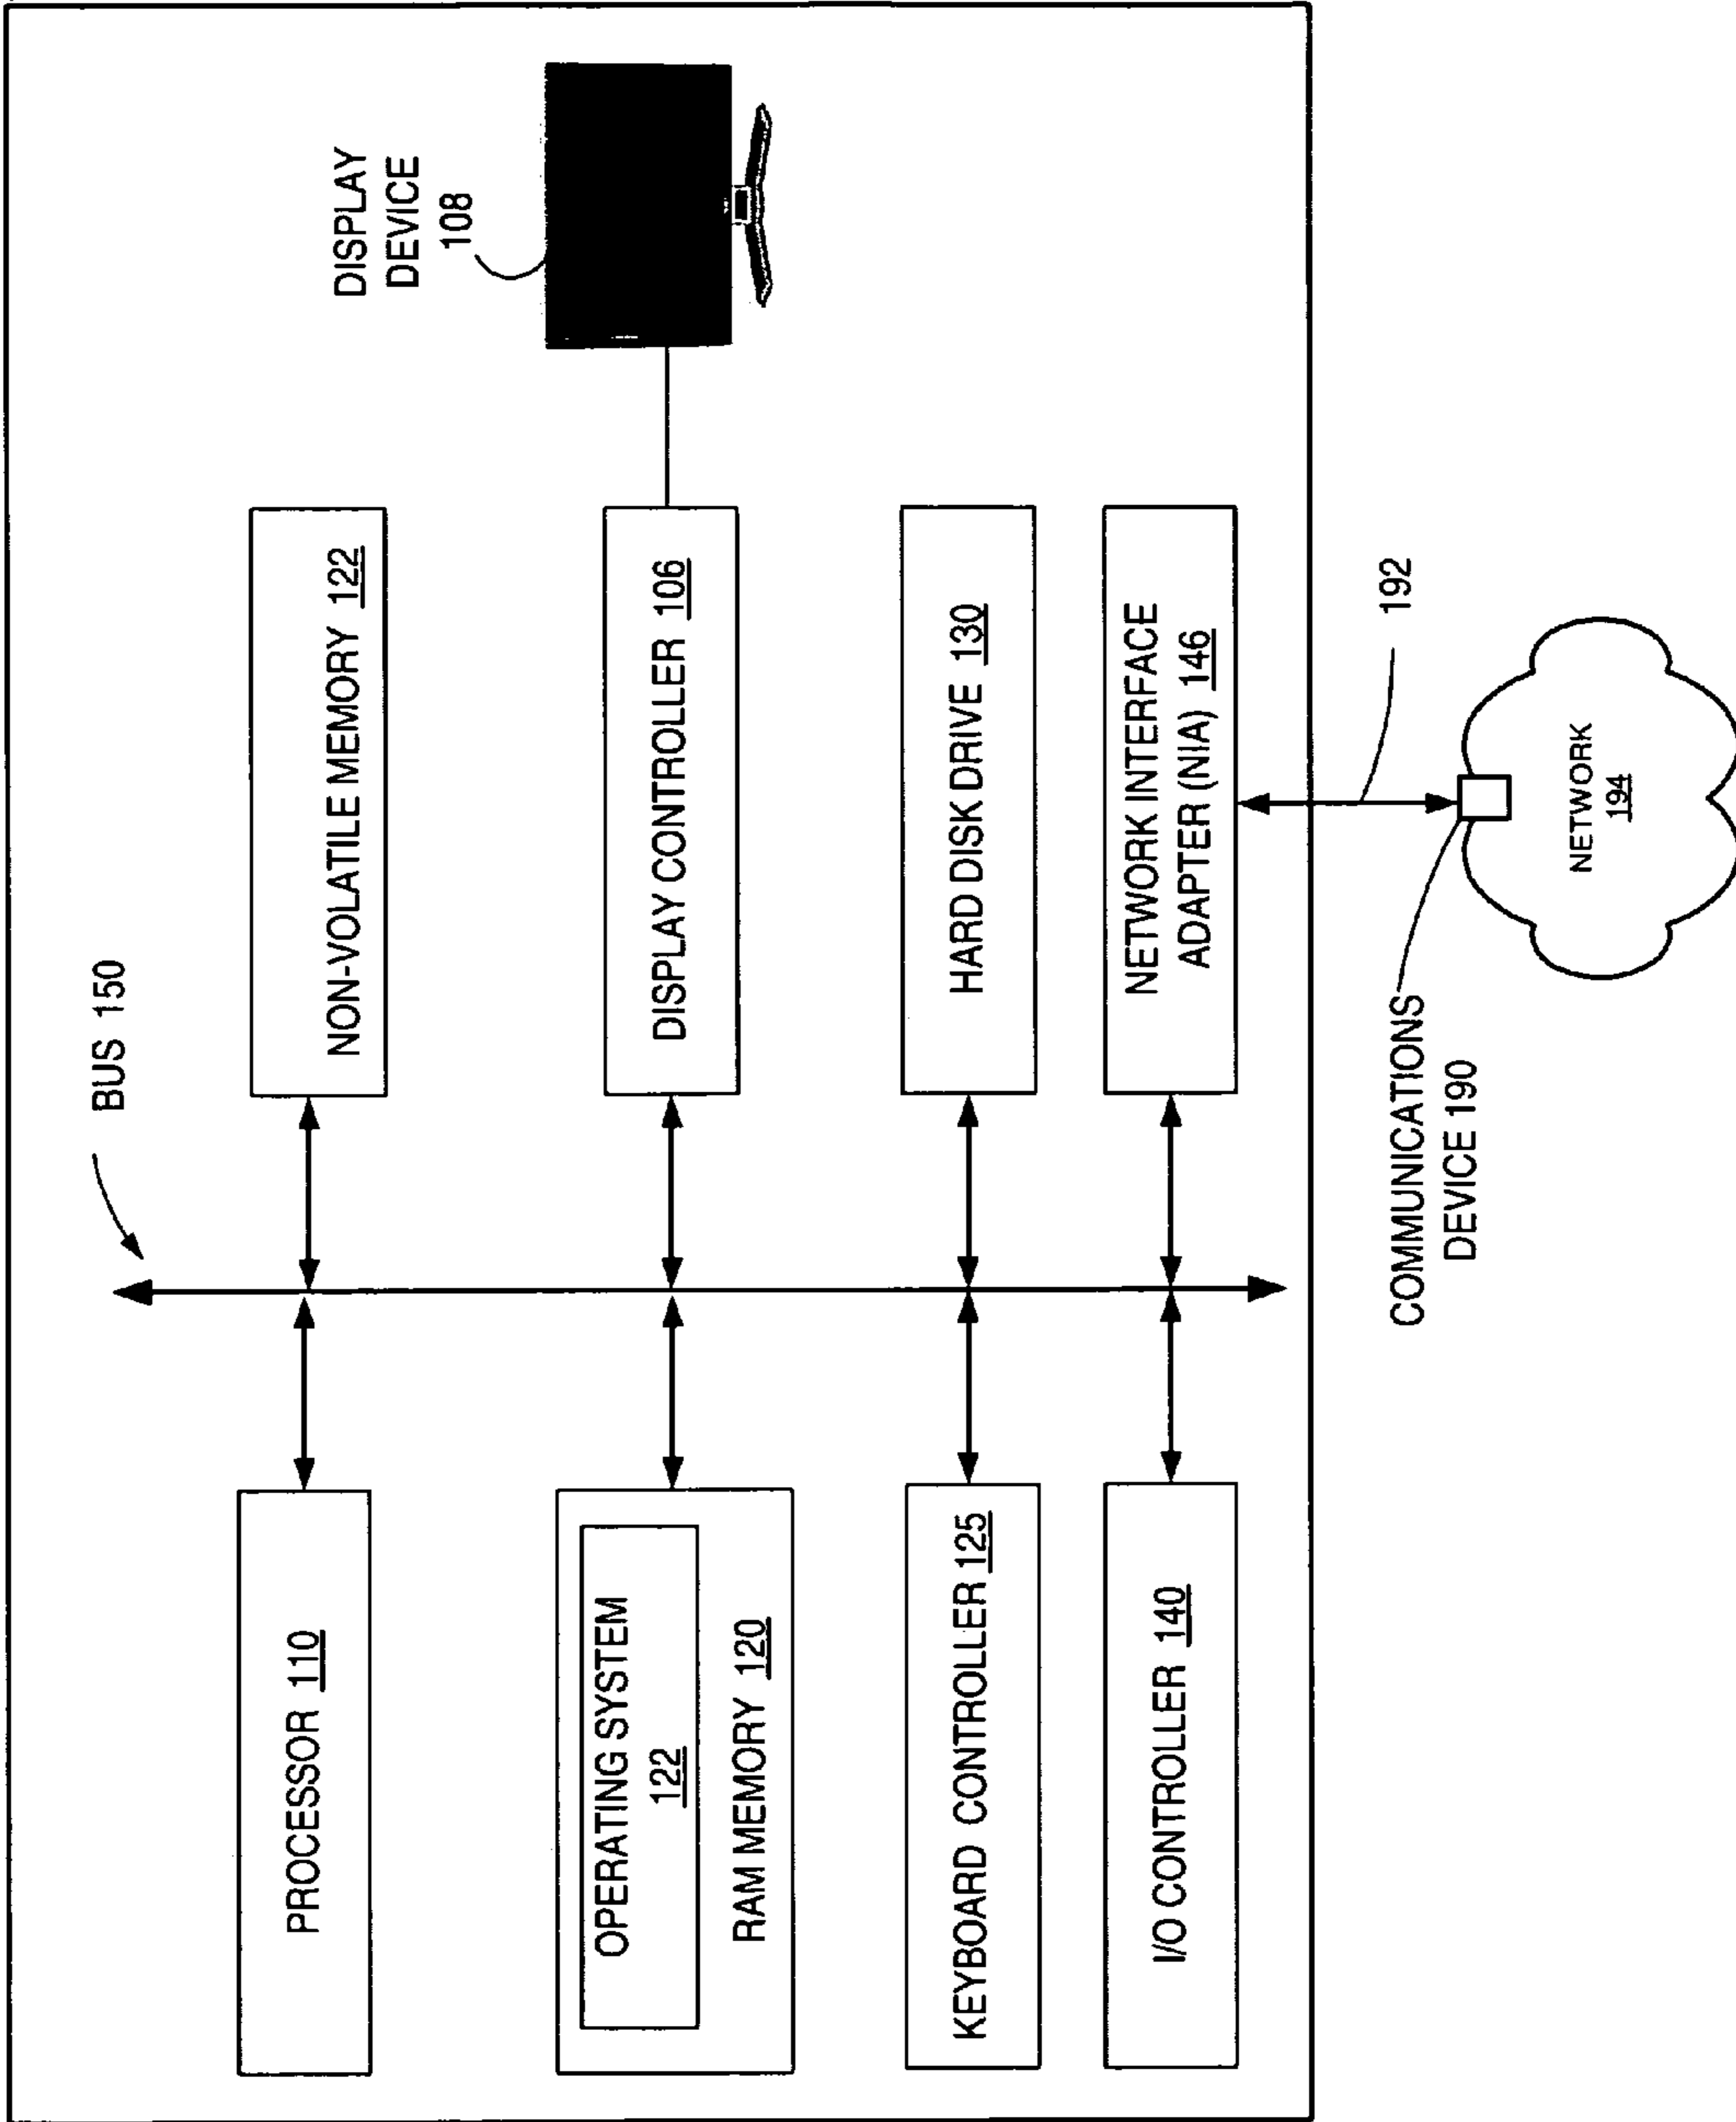 BUS 150
PROCESSOR 110
NON-VOLATILE MEMORY 122
DISPLAY
DEVICE
108
OPERATING SYSTEM
122
RAM MEMORY 120
DISPLAY CONTROLLER 106
KEYBOARD CONTROLLER 125
HARD DISK DRIVE 130
I/O CONTROLLER 140
NETWORK INTERFACE
ADAPTER (NIA) 146
192
COMMUNICATIONS
DEVICE 190
NETWORK
194